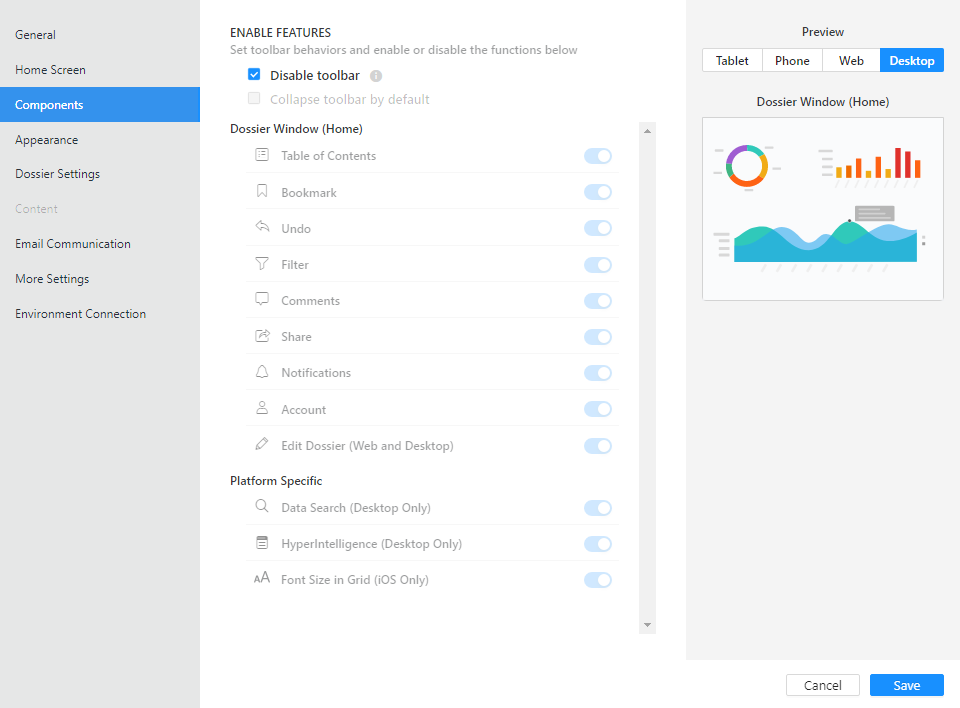 General
Home Screen
Components
Appearance
Dossier Settings
Content
Email Communication
More Settings
Environment Connection
ENABLE FEATURES
Set toolbar behaviors and enable or disable the functions below
Disable toolbar
Collapse toolbar by default
Dossier Window (Home)
Table of Contents
Bookmark
Undo
Filter
Comments
Share
Notifications
Account
Edit Dossier (Web and Desktop)
Platform Specific
Data Search (Desktop Only)
HyperIntelligence (Desktop Only)
AA Font Size in Grid (iOS Only)
Preview
Tablet Phone Web Desktop
Dossier Window (Home)
Cancel Save